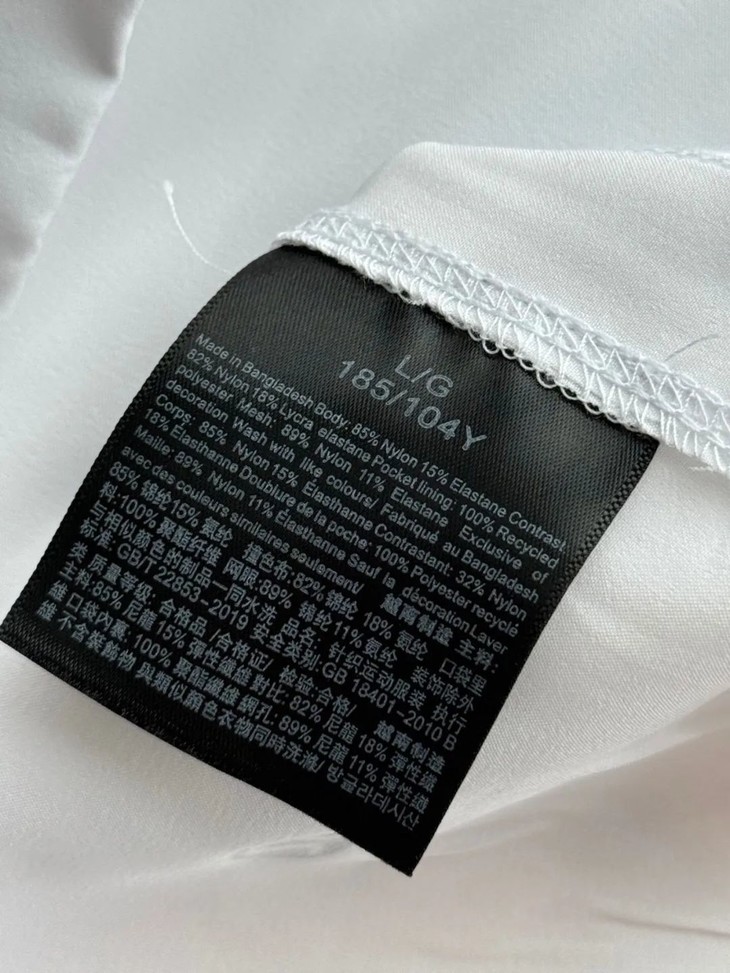 L/G
185/104Y
Made in Bangladesh Body: 85% Nylon 15% Elastane Contrast
82% Nylon 18% Lycra elastane Pocket lining: 100% Recycled
polyester Mesh: 89% Nylon 11% Elastane Exclusive of
decoration Wash with like colours/ Fabriqué au Bangladesh
Corps: 85% Nylon 15% Élasthanne Contrastant: 32% Nylon
18% Élasthanne Doublure de la poche: 100% Polyester recyclé
Maille: 89% Nylon 11% Élasthanne Sauf la décoration Laver
avec des couleurs similaires seulement/ 越南制造 主料:
85% 锦纶15% 氨纶 撞色布:82% 锦纶 18% 氨纶 口袋里
料:100% 聚酯纤维 网眼:89% 锦纶 11% 氨纶 装饰除外
与相似颜色的制品一同水洗 品名: 针织运动服装 执行
标准: GB/T 22853-2019 安全类别: GB 18401-2010 B
类 质量等级: 合格品 /合格证/ 检验:合格/ 越南制造
主料:85% 尼龍 15% 彈性纖維 對比: 82% 尼龍 18% 彈性纖
維 口袋內裏: 100% 聚酯纖維 網孔: 89% 尼龍 11% 彈性纖
維 不含裝飾物 與類似顏色衣物同時洗滌/ 방글라데시산